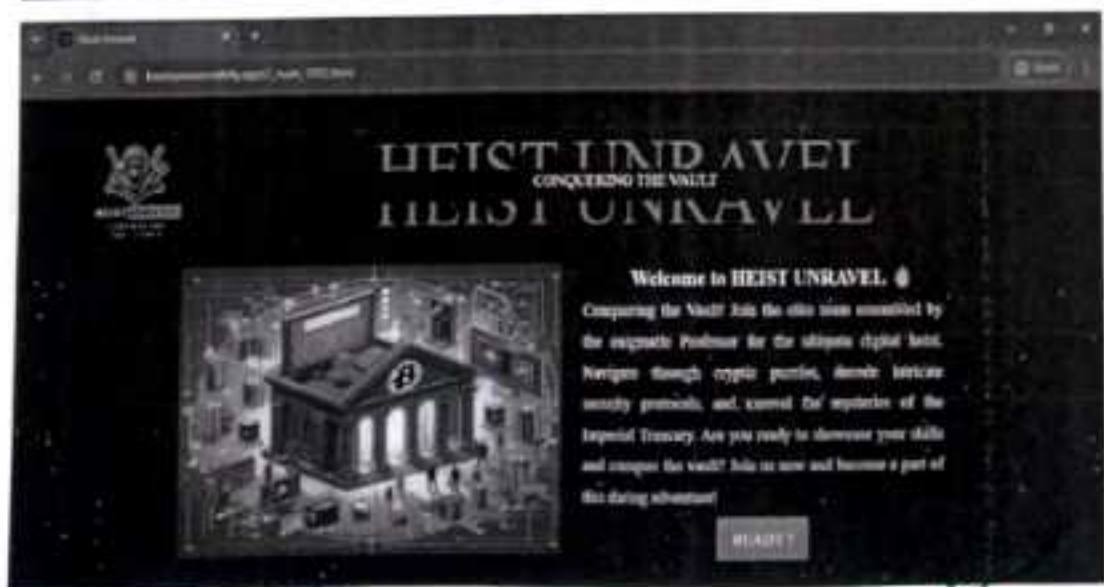 HEIST UNRAVEL
CONQUERING THE VAULT
HEIST UNRAVEL
Welcome to HEIST UNRAVEL
Conquering the Vault! Join the elite team assembled by
the enigmatic Professor for the ultimate digital heist.
Navigate through cryptic puzzles, decode intricate
security protocols, and unravel the mysteries of the
Imperial Treasury. Are you ready to showcase your skills
and conquer the vault? Join us now and become a part of
this daring adventure!
READY?